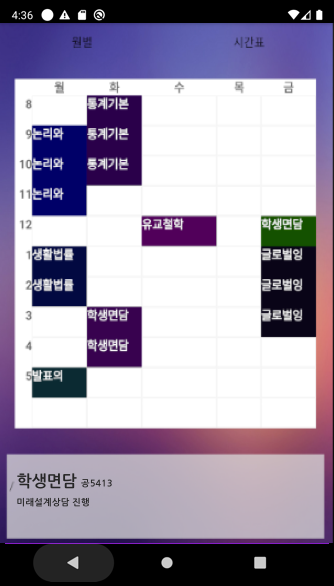 4:36
월별 시간표
월 화 수 목 금
8 통계기본
9 논리와 통계기본
10 논리와 통계기본
11 논리와
12 유교철학 학생면담
1 생활법률 글로벌잉
2 생활법률 글로벌잉
3 학생면담 글로벌잉
4 학생면담
5 발표의
/ 학생면담 공5413
미래설계상담 진행